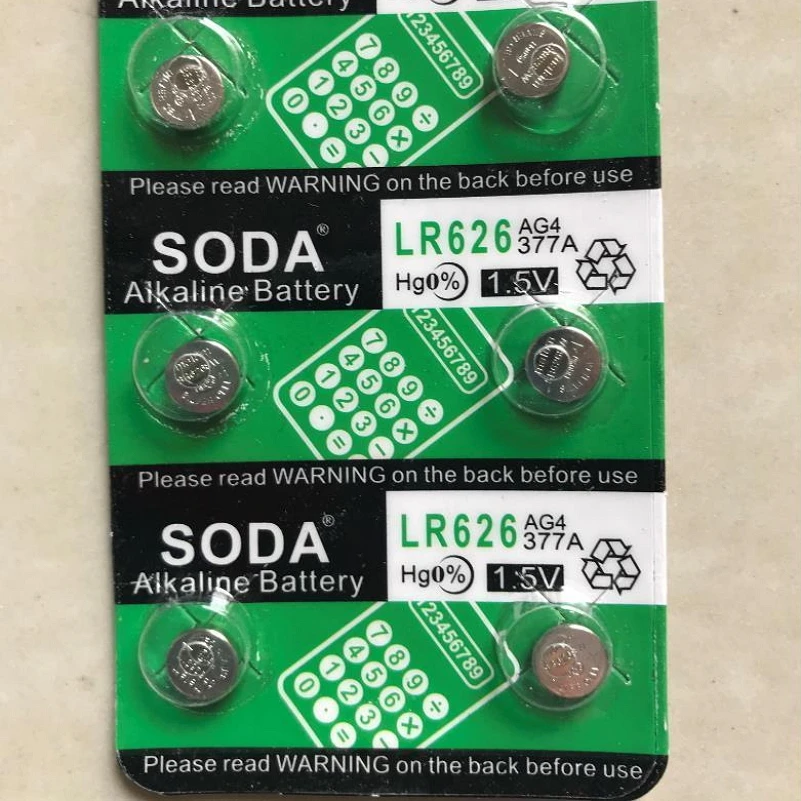 Alkaline Battery
123456789
7
4 8
0 1 5 9
2 6 ÷
• 3 ×
= −
Please read WARNING on the back before use
SODA®
Alkaline Battery
LR626 AG4
377A
Hg0% 1.5V
123456789
7
4 8
0 1 5 9
2 6 ÷
• 3 ×
= −
Please read WARNING on the back before use
SODA®
Alkaline Battery
LR626 AG4
377A
Hg0% 1.5V
123456789
7
4 8
0 1 5 9
2 6 ÷
• 3 ×
= −
Please read WARNING on the back before use